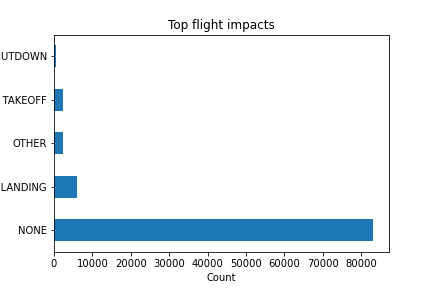 Top flight impacts
UTDOWN
TAKEOFF
OTHER
LANDING
NONE
0 10000 20000 30000 40000 50000 60000 70000 80000
Count